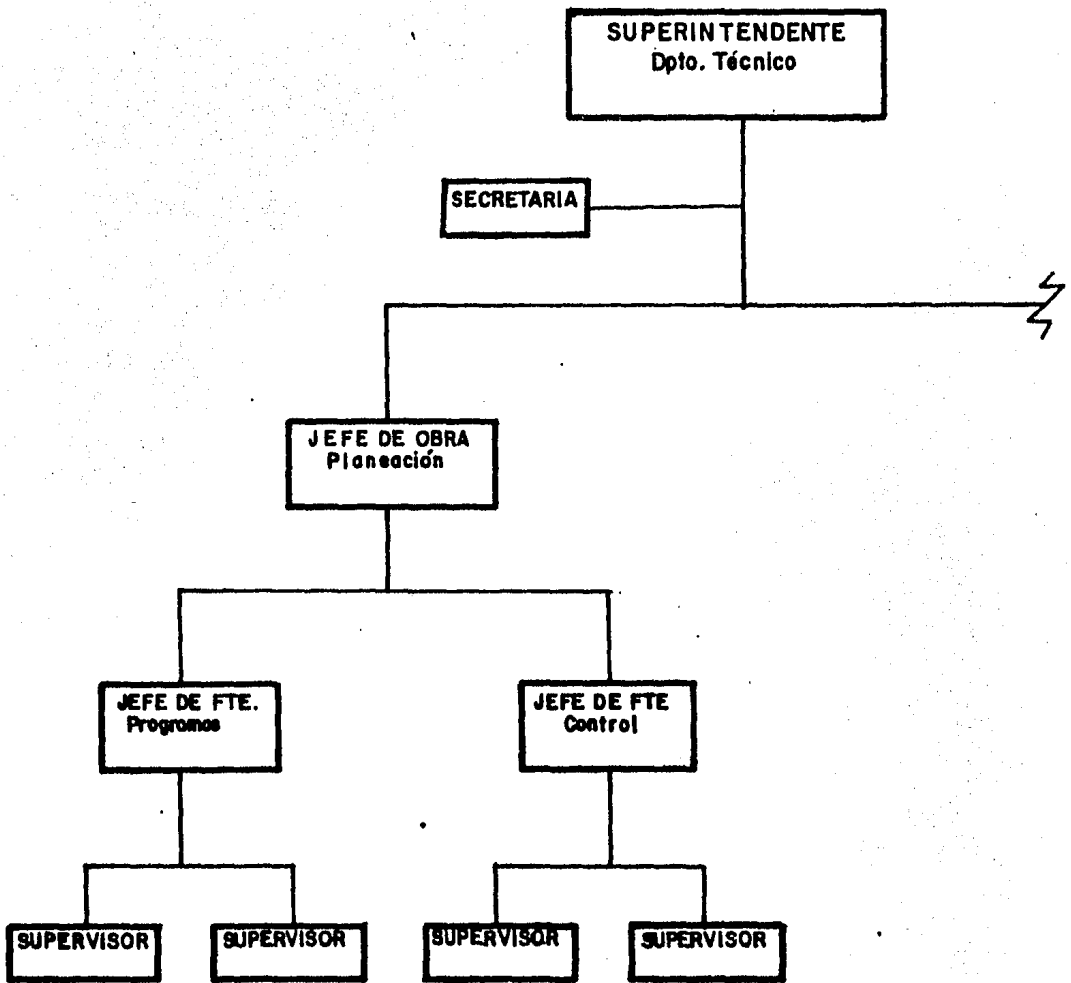 SUPERINTENDENTE
Dpto. Técnico
SECRETARIA
JEFE DE OBRA
Planeación
JEFE DE FTE.
Programas
JEFE DE FTE
Control
SUPERVISOR
SUPERVISOR
SUPERVISOR
SUPERVISOR